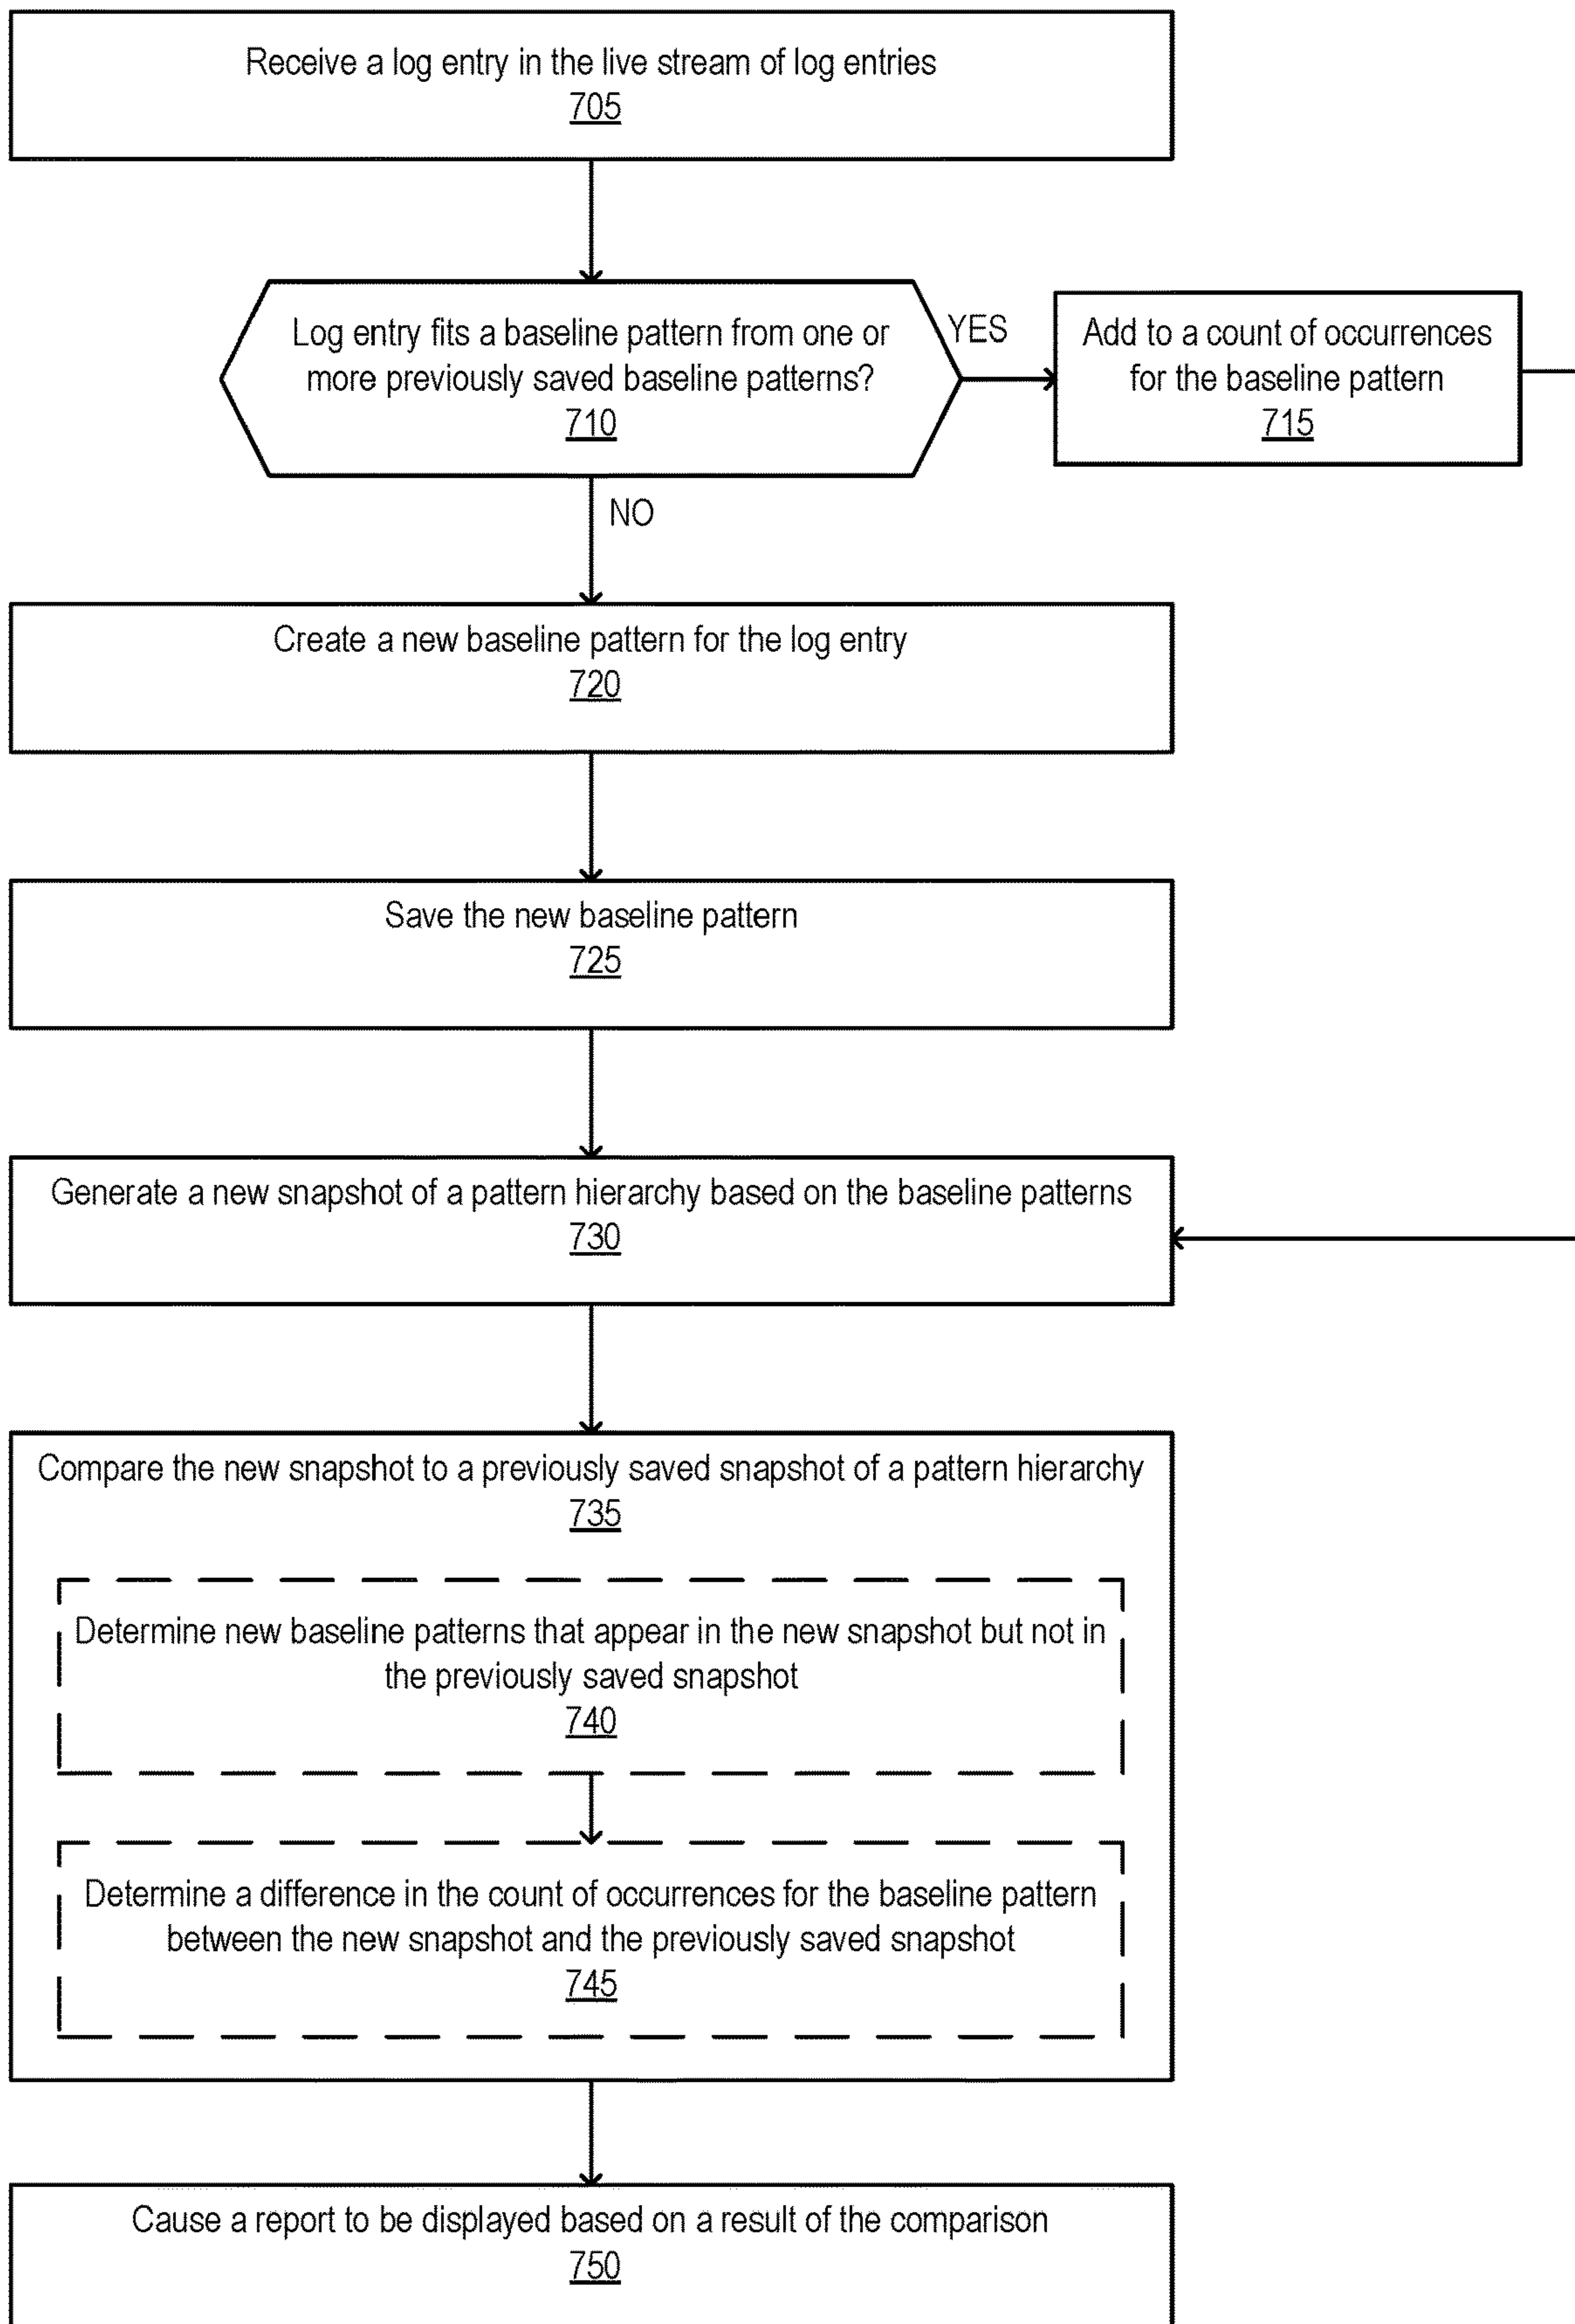 Receive a log entry in the live stream of log entries
705
Log entry fits a baseline pattern from one or
more previously saved baseline patterns?
710
YES
Add to a count of occurrences
for the baseline pattern
715
NO
Create a new baseline pattern for the log entry
720
Save the new baseline pattern
725
Generate a new snapshot of a pattern hierarchy based on the baseline patterns
730
Compare the new snapshot to a previously saved snapshot of a pattern hierarchy
735
Determine new baseline patterns that appear in the new snapshot but not in
the previously saved snapshot
740
Determine a difference in the count of occurrences for the baseline pattern
between the new snapshot and the previously saved snapshot
745
Cause a report to be displayed based on a result of the comparison
750